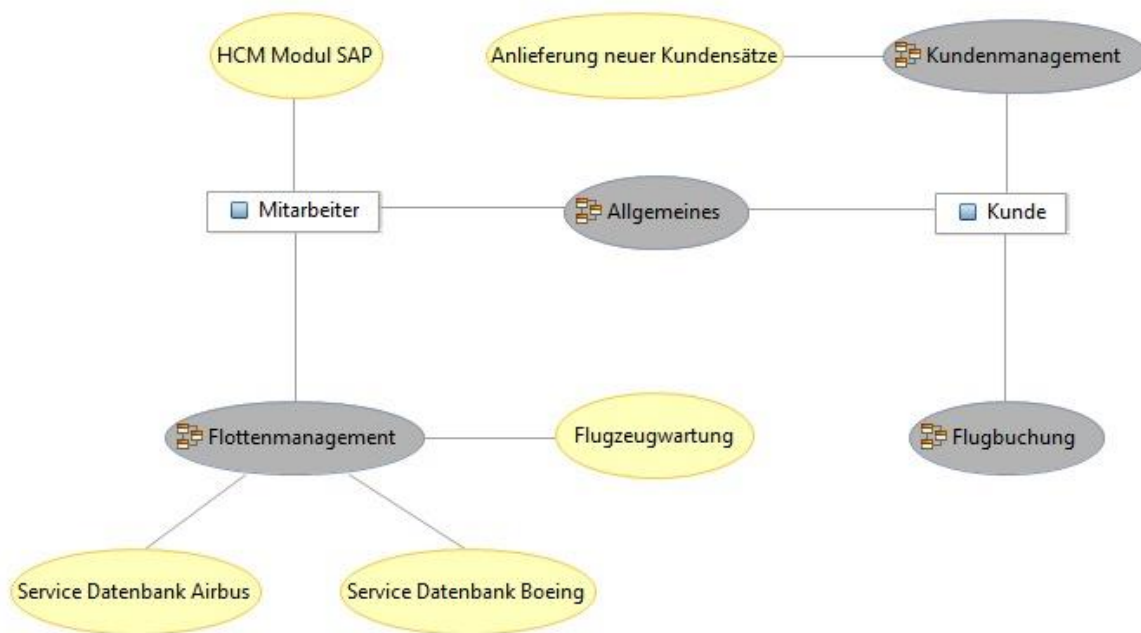 HCM Modul SAP
Anlieferung neuer Kundensätze
Kundenmanagement
Mitarbeiter
Allgemeines
Kunde
Flottenmanagement
Flugzeugwartung
Flugbuchung
Service Datenbank Airbus
Service Datenbank Boeing